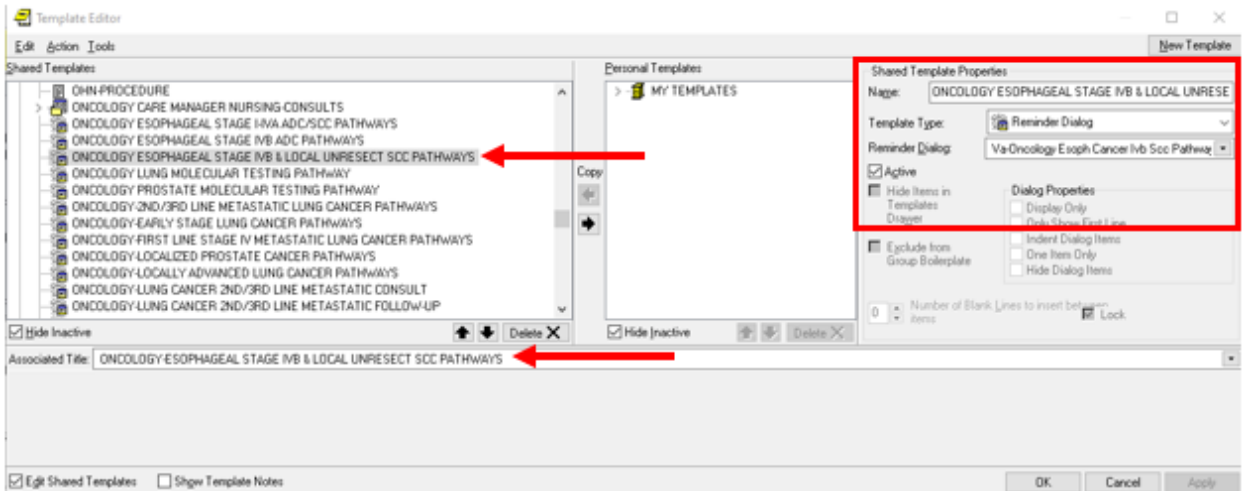 Template Editor
Edit Action Tools
New Template
Shared Templates
OHN-PROCEDURE
ONCOLOGY CARE MANAGER NURSING-CONSULTS
ONCOLOGY ESOPHAGEAL STAGE I-IVA ADC/SCC PATHWAYS
ONCOLOGY ESOPHAGEAL STAGE IVB ADC PATHWAYS
ONCOLOGY ESOPHAGEAL STAGE IVB & LOCAL UNRESECT SCC PATHWAYS
ONCOLOGY LUNG MOLECULAR TESTING PATHWAY
ONCOLOGY PROSTATE MOLECULAR TESTING PATHWAY
ONCOLOGY-2ND/3RD LINE METASTATIC LUNG CANCER PATHWAYS
ONCOLOGY-EARLY STAGE LUNG CANCER PATHWAYS
ONCOLOGY-FIRST LINE STAGE IV METASTATIC LUNG CANCER PATHWAYS
ONCOLOGY-LOCALIZED PROSTATE CANCER PATHWAYS
ONCOLOGY-LOCALLY ADVANCED LUNG CANCER PATHWAYS
ONCOLOGY-LUNG CANCER 2ND/3RD LINE METASTATIC CONSULT
ONCOLOGY-LUNG CANCER 2ND/3RD LINE METASTATIC FOLLOW-UP
Hide Inactive
Delete X
Copy
Personal Templates
MY TEMPLATES
Hide Inactive
Delete X
Shared Template Properties
Name: ONCOLOGY ESOPHAGEAL STAGE IVB & LOCAL UNRESE
Template Type: Reminder Dialog
Reminder Dialog: Va-Oncology Esoph Cancer Ivb Scc Pathway
Active
Hide Items in
Templates
Drawer
Exclude from
Group Boilerplate
Dialog Properties
Display Only
Only Show First Line
Indent Dialog Items
One Item Only
Hide Dialog Items
0 Number of Blank Lines to insert between
items
Lock
Associated Title: ONCOLOGY-ESOPHAGEAL STAGE IVB & LOCAL UNRESECT SCC PATHWAYS
Edit Shared Templates Show Template Notes
OK Cancel Apply